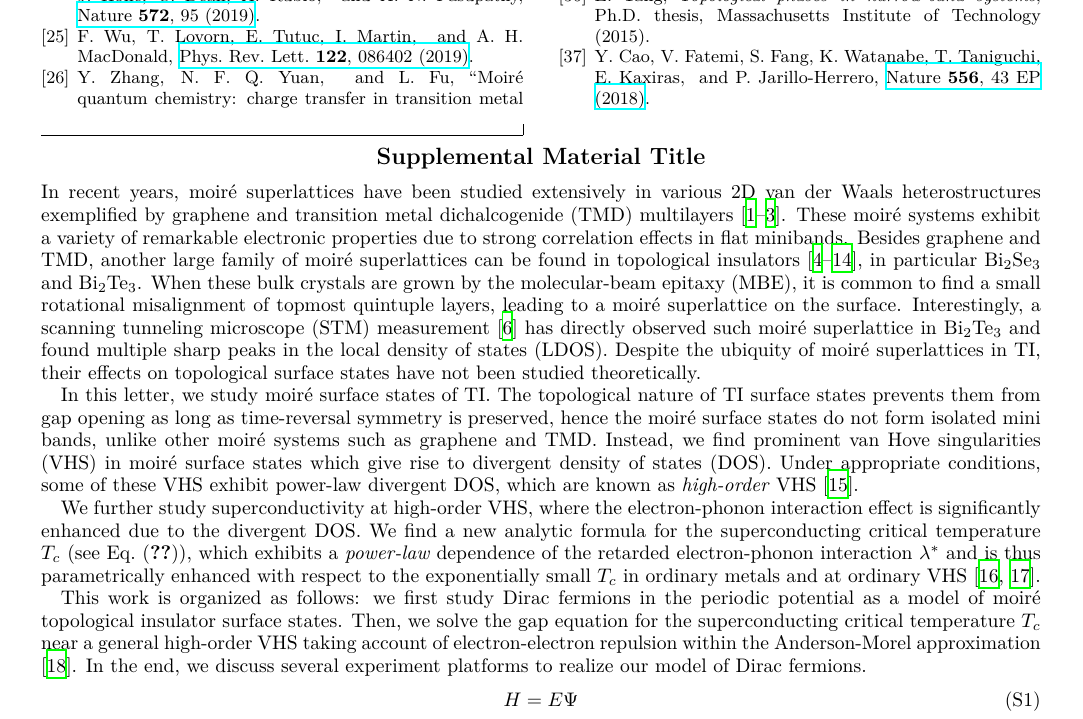 Nature 572, 95 (2019).
[25] F. Wu, T. Lovorn, E. Tutuc, I. Martin, and A. H.
MacDonald, Phys. Rev. Lett. 122, 086402 (2019).
[26] Y. Zhang, N. F. Q. Yuan, and L. Fu, “Moiré
quantum chemistry: charge transfer in transition metal
Ph.D. thesis, Massachusetts Institute of Technology
(2015).
[37] Y. Cao, V. Fatemi, S. Fang, K. Watanabe, T. Taniguchi,
E. Kaxiras, and P. Jarillo-Herrero, Nature 556, 43 EP
(2018).
Supplemental Material Title
In recent years, moiré superlattices have been studied extensively in various 2D van der Waals heterostructures
exemplified by graphene and transition metal dichalcogenide (TMD) multilayers [1–3]. These moiré systems exhibit
a variety of remarkable electronic properties due to strong correlation effects in flat minibands. Besides graphene and
TMD, another large family of moiré superlattices can be found in topological insulators [4–14], in particular Bi₂Se₃
and Bi₂Te₃. When these bulk crystals are grown by the molecular-beam epitaxy (MBE), it is common to find a small
rotational misalignment of topmost quintuple layers, leading to a moiré superlattice on the surface. Interestingly, a
scanning tunneling microscope (STM) measurement [6] has directly observed such moiré superlattice in Bi₂Te₃ and
found multiple sharp peaks in the local density of states (LDOS). Despite the ubiquity of moiré superlattices in TI,
their effects on topological surface states have not been studied theoretically.
In this letter, we study moiré surface states of TI. The topological nature of TI surface states prevents them from
gap opening as long as time-reversal symmetry is preserved, hence the moiré surface states do not form isolated mini
bands, unlike other moiré systems such as graphene and TMD. Instead, we find prominent van Hove singularities
(VHS) in moiré surface states which give rise to divergent density of states (DOS). Under appropriate conditions,
some of these VHS exhibit power-law divergent DOS, which are known as high-order VHS [15].
We further study superconductivity at high-order VHS, where the electron-phonon interaction effect is significantly
enhanced due to the divergent DOS. We find a new analytic formula for the superconducting critical temperature
T_c (see Eq. (??)), which exhibits a power-law dependence of the retarded electron-phonon interaction λ* and is thus
parametrically enhanced with respect to the exponentially small T_c in ordinary metals and at ordinary VHS [16, 17].
This work is organized as follows: we first study Dirac fermions in the periodic potential as a model of moiré
topological insulator surface states. Then, we solve the gap equation for the superconducting critical temperature T_c
near a general high-order VHS taking account of electron-electron repulsion within the Anderson-Morel approximation
[18]. In the end, we discuss several experiment platforms to realize our model of Dirac fermions.
H = EΨ (S1)